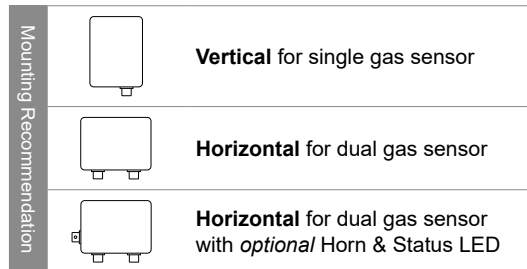 Mounting Recommendation
Vertical for single gas sensor
Horizontal for dual gas sensor
Horizontal for dual gas sensor
with optional Horn & Status LED